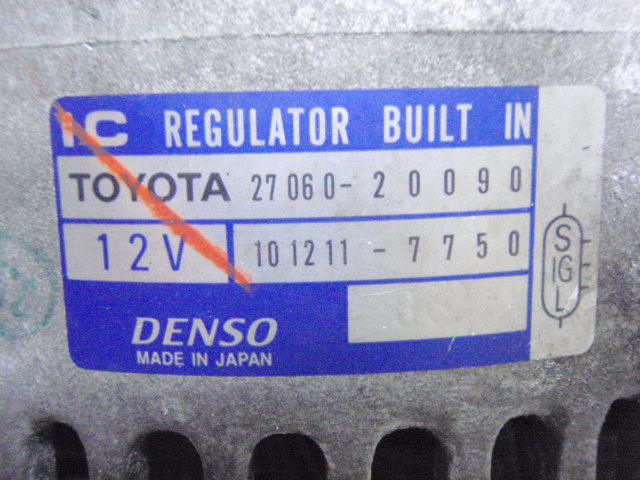 IC REGULATOR BUILT IN
TOYOTA 27060-20090
12V 101211-7750
S
IG
L
DENSO
MADE IN JAPAN